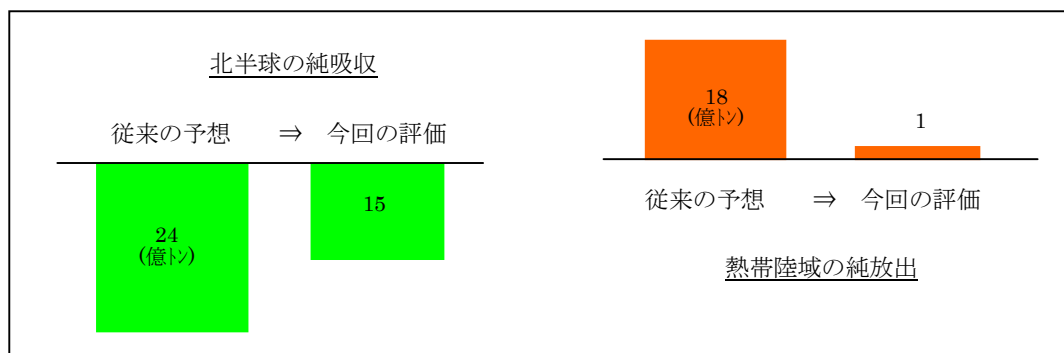 北半球の純吸収
従来の予想 ⇒ 今回の評価
24
(億㌧)
15
18
(億㌧)
1
従来の予想 ⇒ 今回の評価
熱帯陸域の純放出